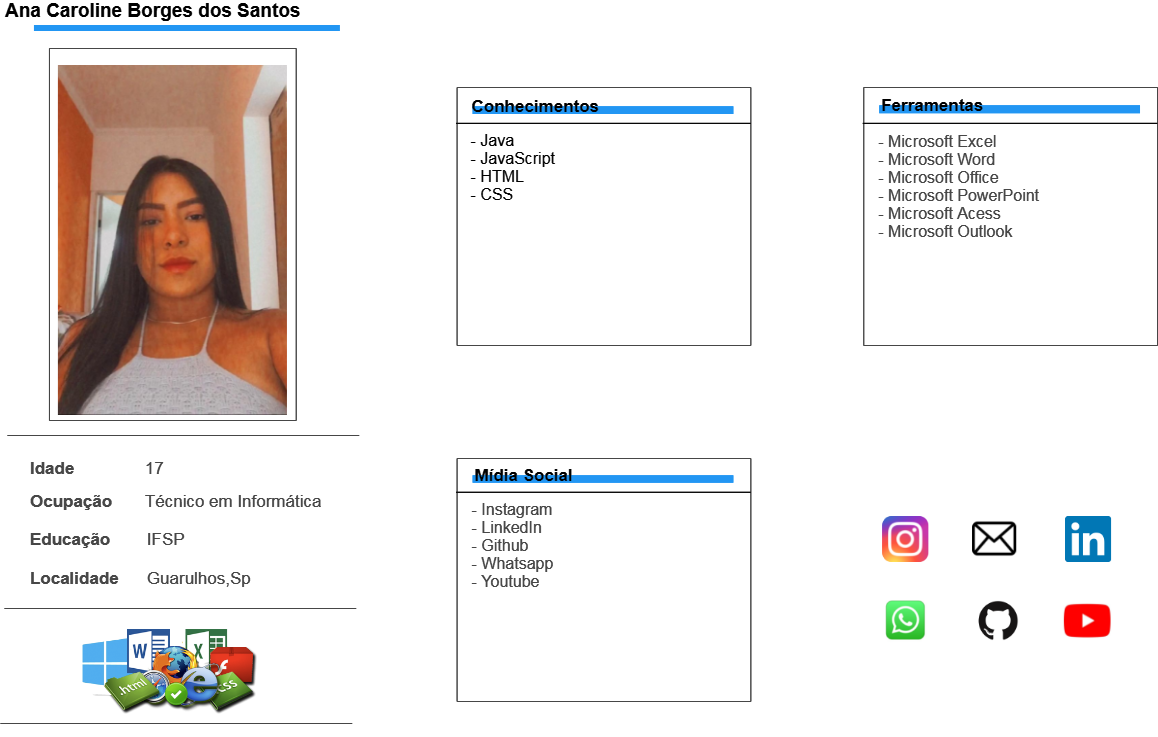 Ana Caroline Borges dos Santos
Idade 17
Ocupação Técnico em Informática
Educação IFSP
Localidade Guarulhos,Sp
W
X
.html
CSS
Conhecimentos
- Java
- JavaScript
- HTML
- CSS
Ferramentas
- Microsoft Excel
- Microsoft Word
- Microsoft Office
- Microsoft PowerPoint
- Microsoft Acess
- Microsoft Outlook
Mídia Social
- Instagram
- LinkedIn
- Github
- Whatsapp
- Youtube
in